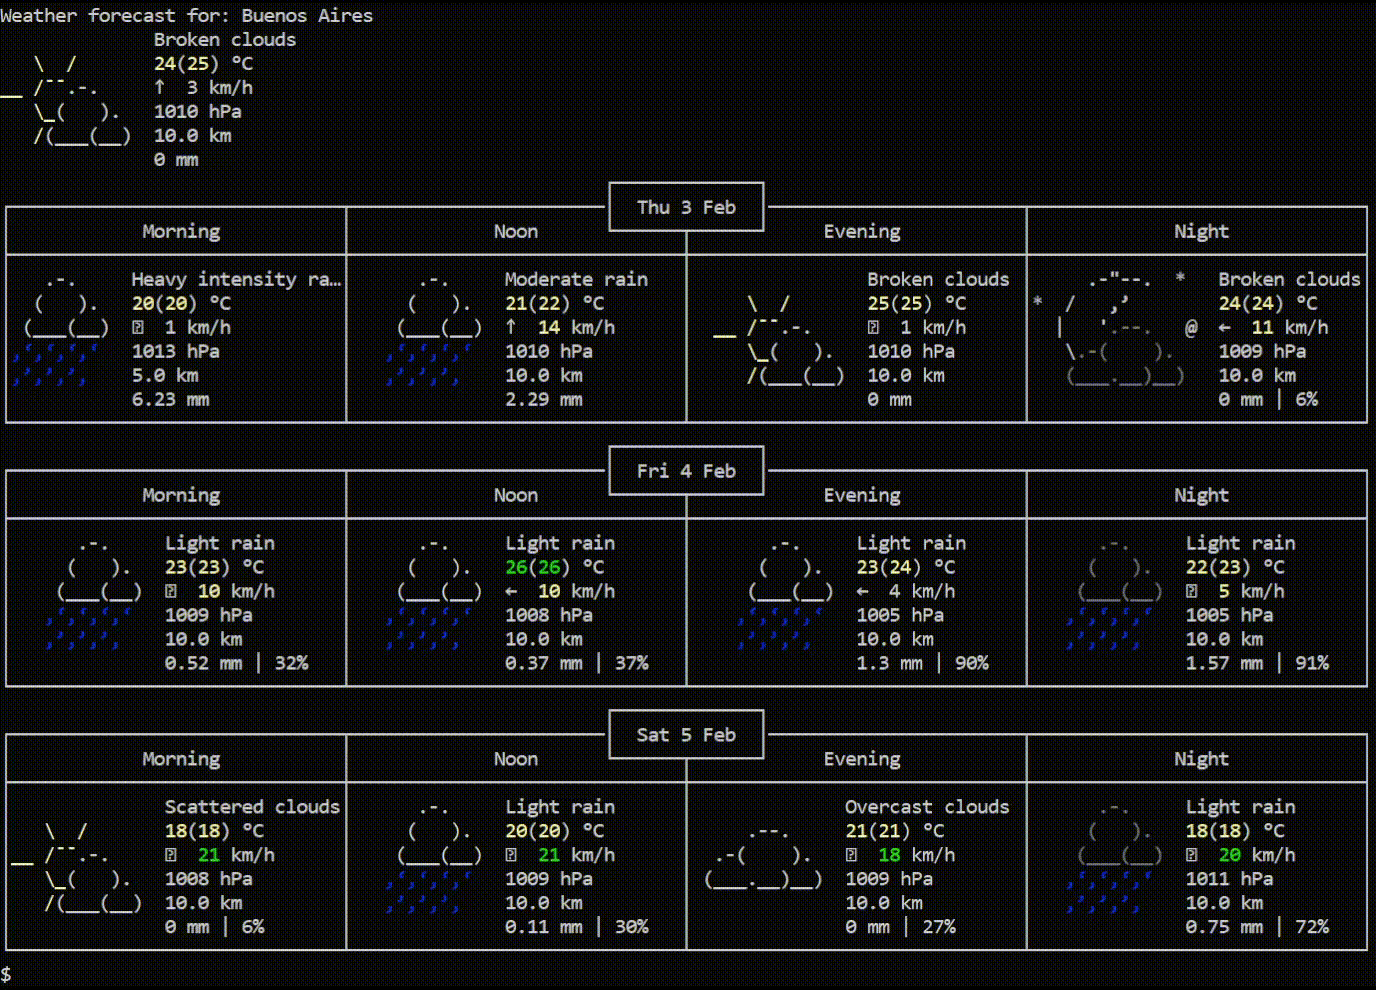 Weather forecast for: Buenos Aires
Broken clouds
24(25) °C
↑ 3 km/h
1010 hPa
10.0 km
0 mm
Thu 3 Feb
Morning Noon Evening Night
Heavy intensity ra… Moderate rain Broken clouds Broken clouds
20(20) °C 21(22) °C 25(25) °C 24(24) °C
1 km/h ↑ 14 km/h 1 km/h ← 11 km/h
1013 hPa 1010 hPa 1010 hPa 1009 hPa
5.0 km 10.0 km 10.0 km 10.0 km
6.23 mm 2.29 mm 0 mm 0 mm | 6%
Fri 4 Feb
Morning Noon Evening Night
Light rain Light rain Light rain Light rain
23(23) °C 26(26) °C 23(24) °C 22(23) °C
10 km/h ← 10 km/h ← 4 km/h 5 km/h
1009 hPa 1008 hPa 1005 hPa 1005 hPa
10.0 km 10.0 km 10.0 km 10.0 km
0.52 mm | 32% 0.37 mm | 37% 1.3 mm | 90% 1.57 mm | 91%
Sat 5 Feb
Morning Noon Evening Night
Scattered clouds Light rain Overcast clouds Light rain
18(18) °C 20(20) °C 21(21) °C 18(18) °C
21 km/h 21 km/h 18 km/h 20 km/h
1008 hPa 1009 hPa 1009 hPa 1011 hPa
10.0 km 10.0 km 10.0 km 10.0 km
0 mm | 6% 0.11 mm | 30% 0 mm | 27% 0.75 mm | 72%
$